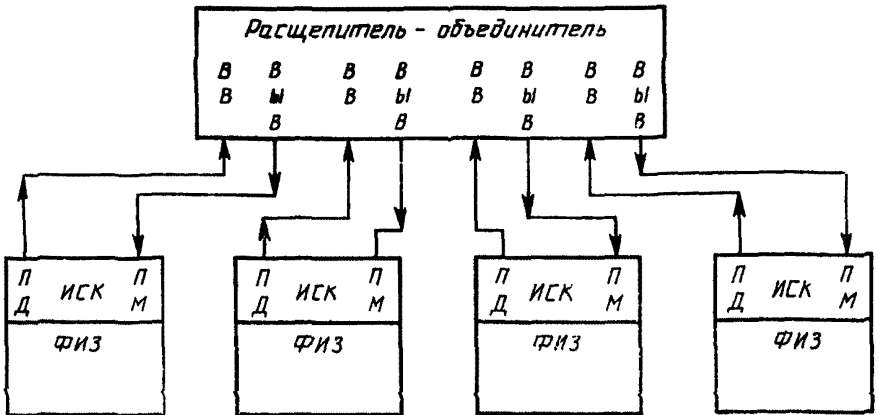 Расщепитель - объединитель
В В В В В В В В
В Ы В Ы В Ы В Ы
В В В В
П П П П П П П П
ИСК ИСК ИСК ИСК
Д М Д М Д М Д М
ФИЗ ФИЗ ФИЗ ФИЗ